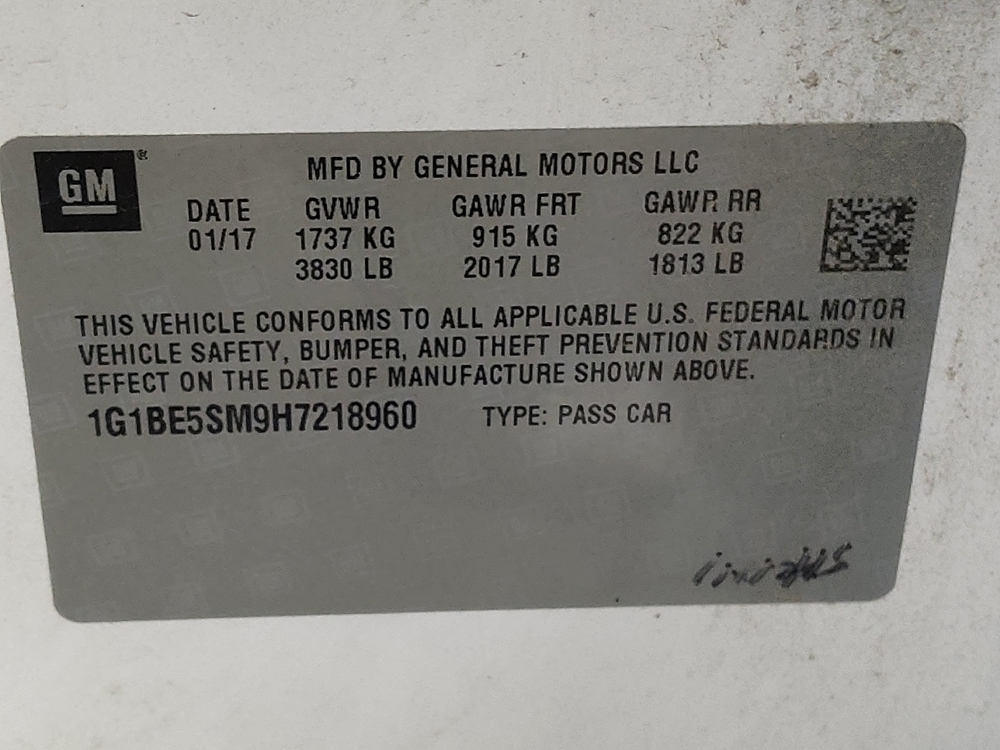 GM®
MFD BY GENERAL MOTORS LLC
DATE GVWR GAWR FRT GAWR RR
01/17 1737 KG 915 KG 822 KG
3830 LB 2017 LB 1813 LB
THIS VEHICLE CONFORMS TO ALL APPLICABLE U.S. FEDERAL MOTOR
VEHICLE SAFETY, BUMPER, AND THEFT PREVENTION STANDARDS IN
EFFECT ON THE DATE OF MANUFACTURE SHOWN ABOVE.
1G1BE5SM9H7218960 TYPE: PASS CAR